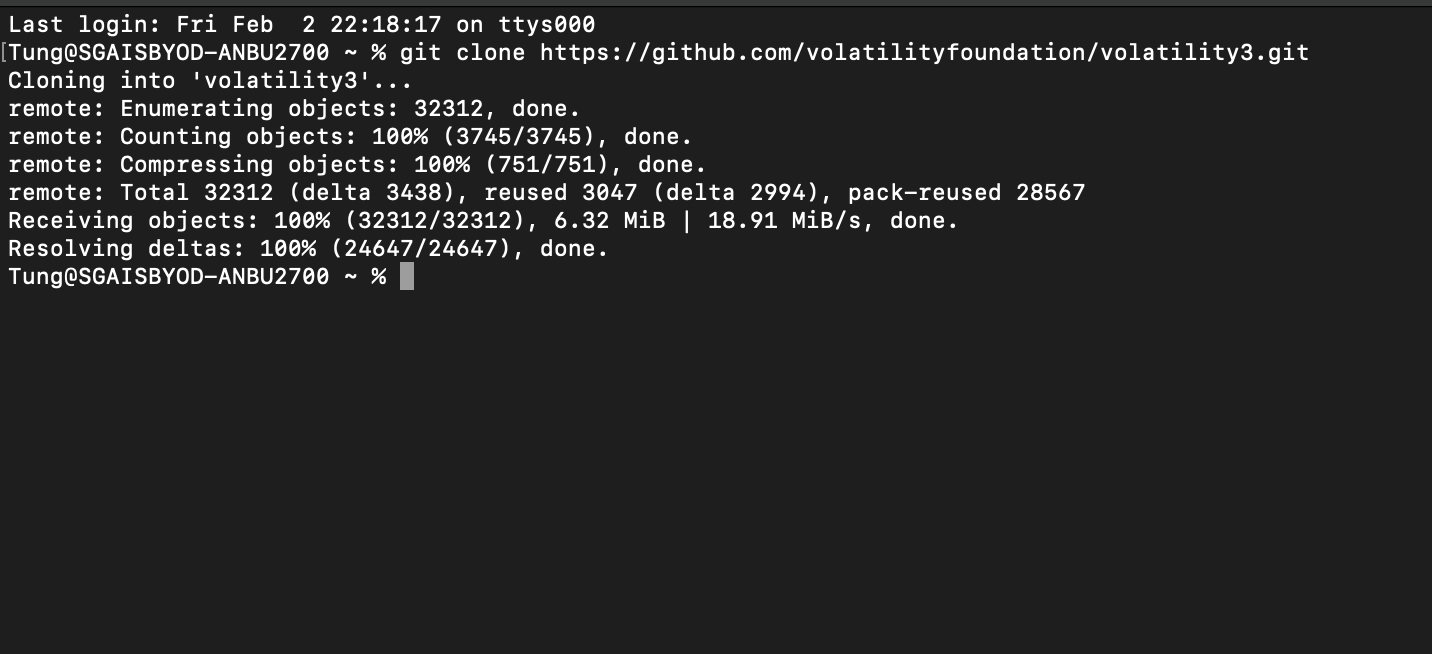 Last login: Fri Feb  2 22:18:17 on ttys000
[Tung@SGAISBYOD-ANBU2700 ~ % git clone https://github.com/volatilityfoundation/volatility3.git
Cloning into 'volatility3'...
remote: Enumerating objects: 32312, done.
remote: Counting objects: 100% (3745/3745), done.
remote: Compressing objects: 100% (751/751), done.
remote: Total 32312 (delta 3438), reused 3047 (delta 2994), pack-reused 28567
Receiving objects: 100% (32312/32312), 6.32 MiB | 18.91 MiB/s, done.
Resolving deltas: 100% (24647/24647), done.
Tung@SGAISBYOD-ANBU2700 ~ %